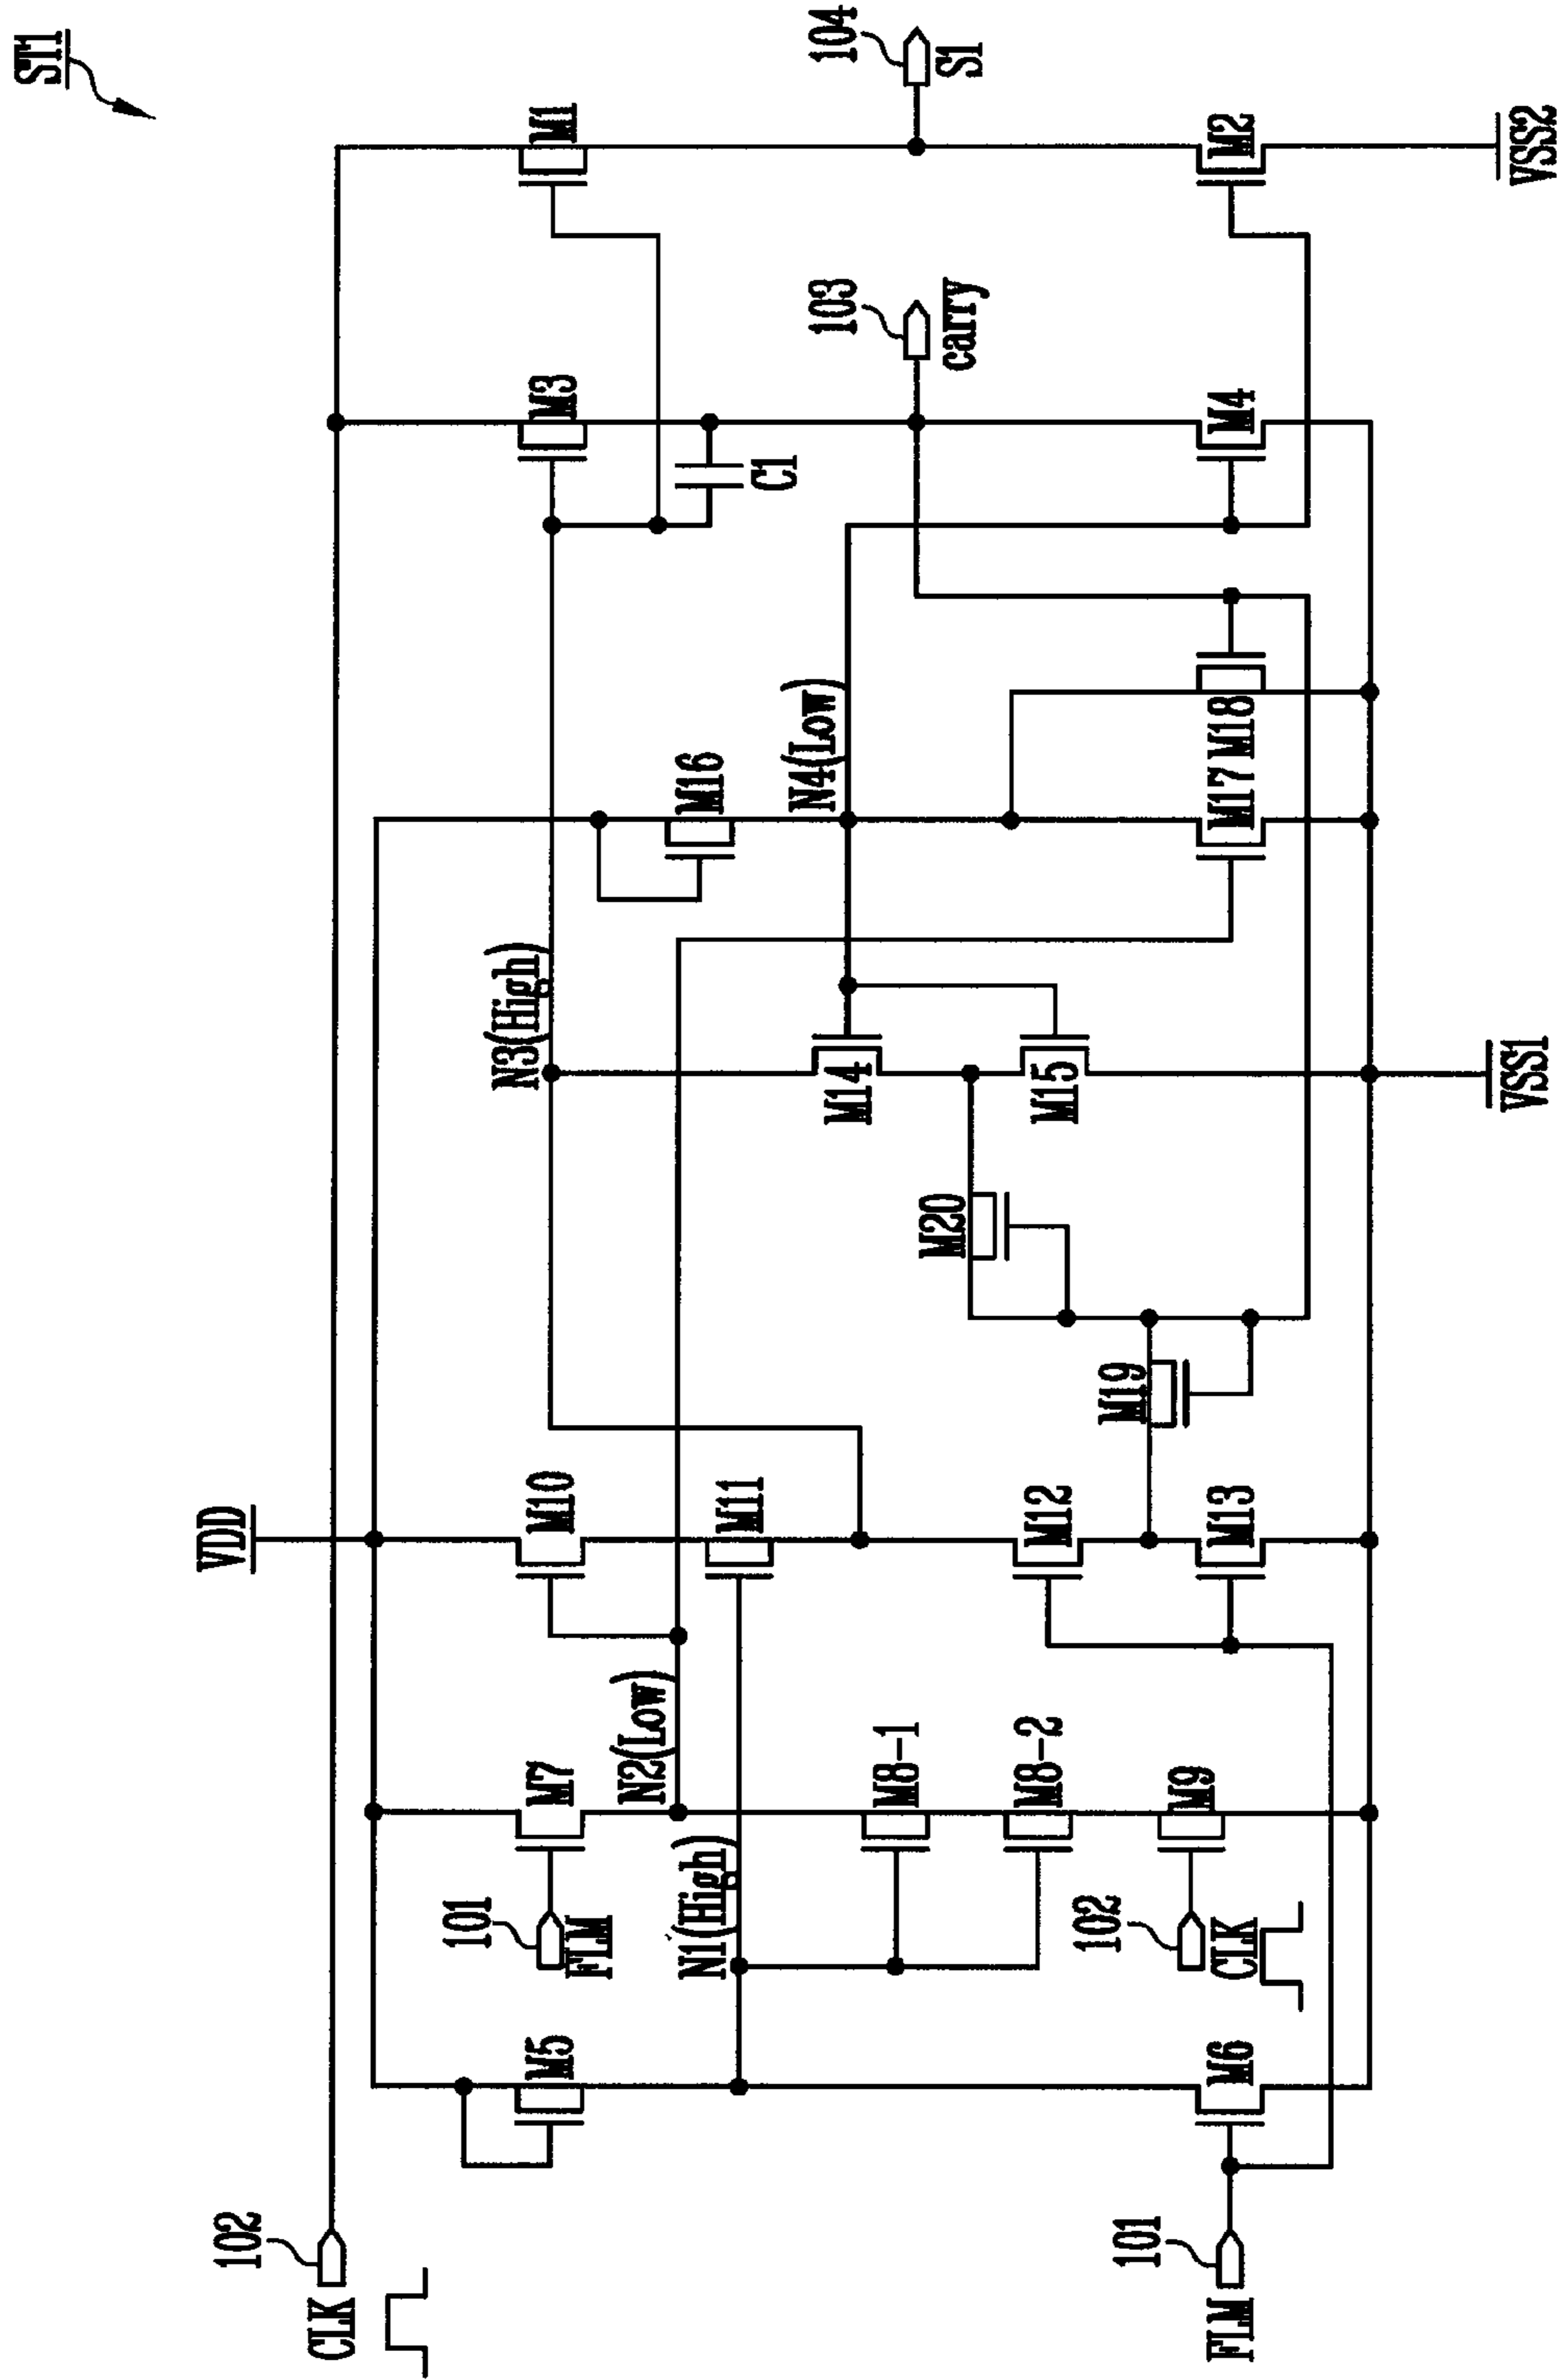 ST1
102
CLK
VDD
M5
101
FLM
M7
M10
M3
M1
N1(High)
N2(Low)
M11
N3(High)
M16
C1
N4(Low)
103
carry
104
S1
M8-1
M8-2
M14
M20
M15
102
CLK
M9
M12
M19
101
FLM
M6
M13
M17
M18
M4
M2
VSS1
VSS2